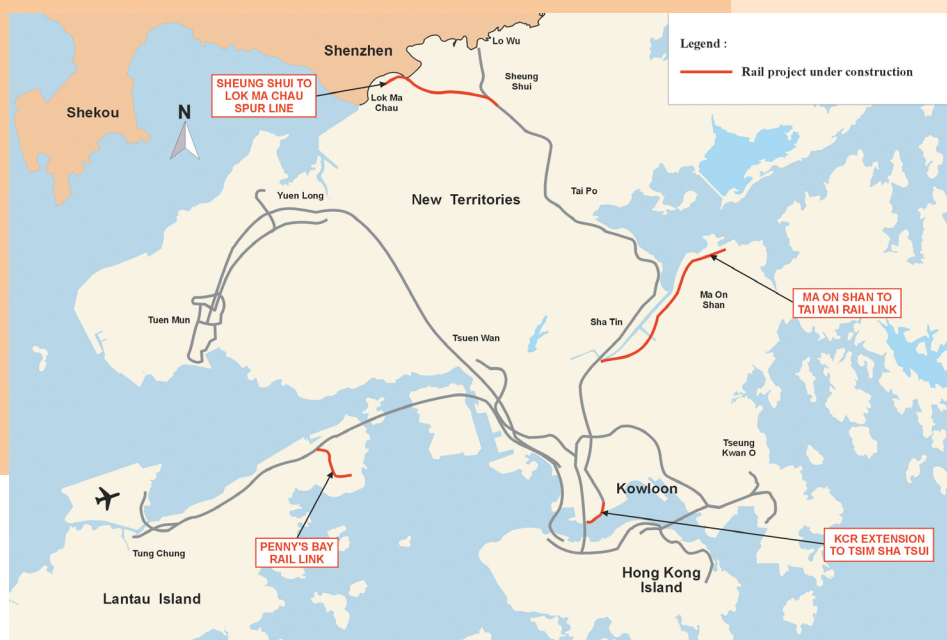 Legend :
Rail project under construction
Lo Wu
Shenzhen
Sheung
Shui
SHEUNG SHUI TO
LOK MA CHAU
SPUR LINE
Lok Ma
Chau
Shekou
N
Yuen Long
New Territories
Tai Po
Ma On
Shan
MA ON SHAN TO
TAI WAI RAIL LINK
Tuen Mun
Sha Tin
Tsuen Wan
Tseung
Kwan O
Kowloon
PENNY'S BAY
RAIL LINK
KCR EXTENSION
TO TSIM SHA TSUI
Tung Chung
Hong Kong
Island
Lantau Island